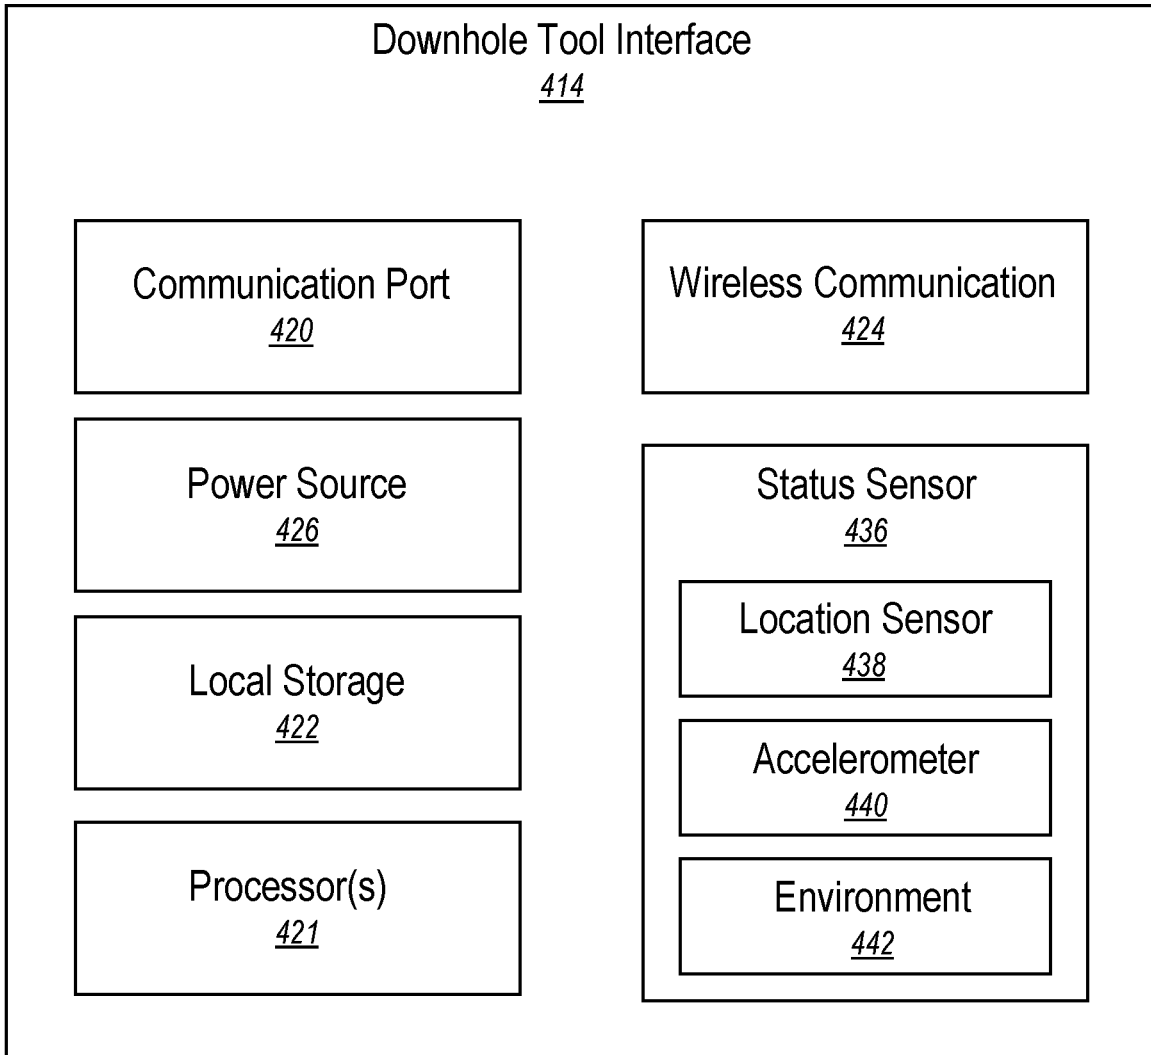 Downhole Tool Interface
414
Communication Port
420
Power Source
426
Local Storage
422
Processor(s)
421
Wireless Communication
424
Status Sensor
436
Location Sensor
438
Accelerometer
440
Environment
442